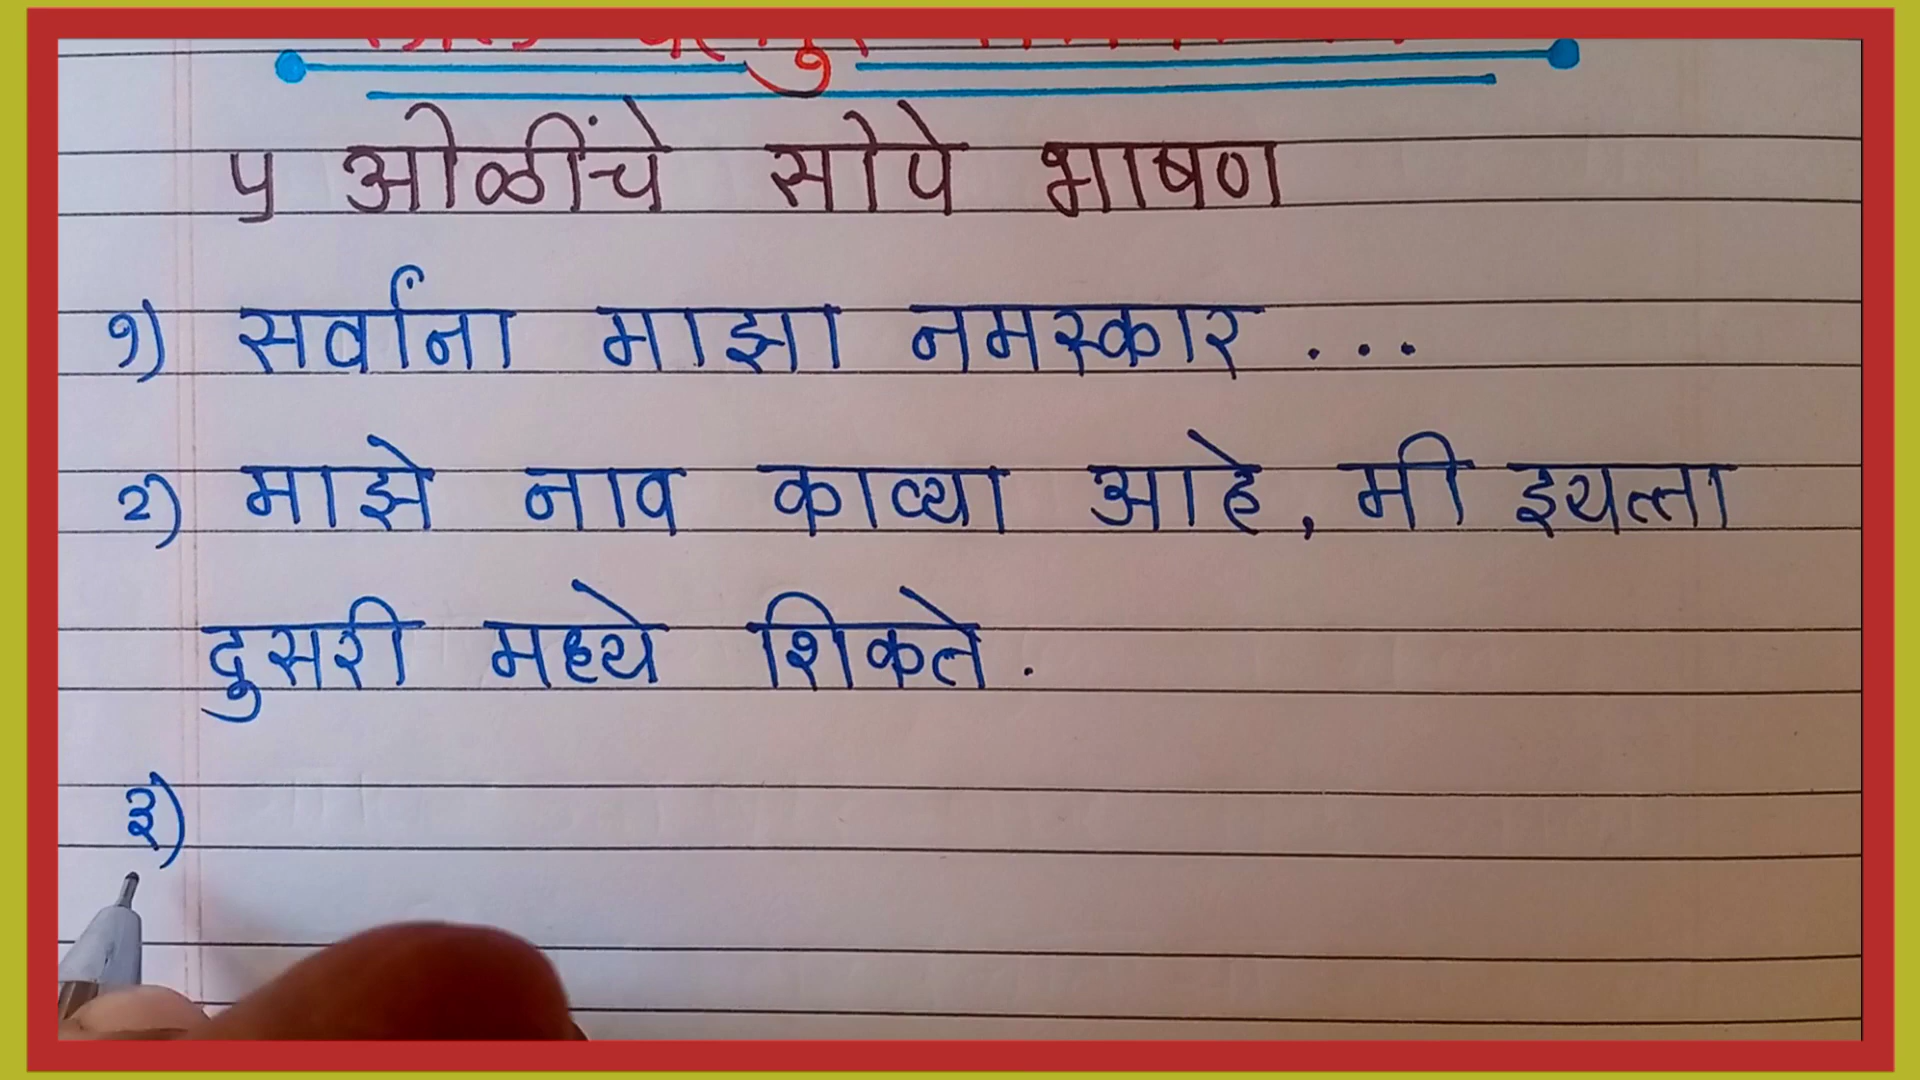 ५ ओळींचे सोपे भाषण
१) सर्वांना माझा नमस्कार ...
२) माझे नाव काव्या आहे, मी इयत्ता
दुसरी मध्ये शिकते.
३)